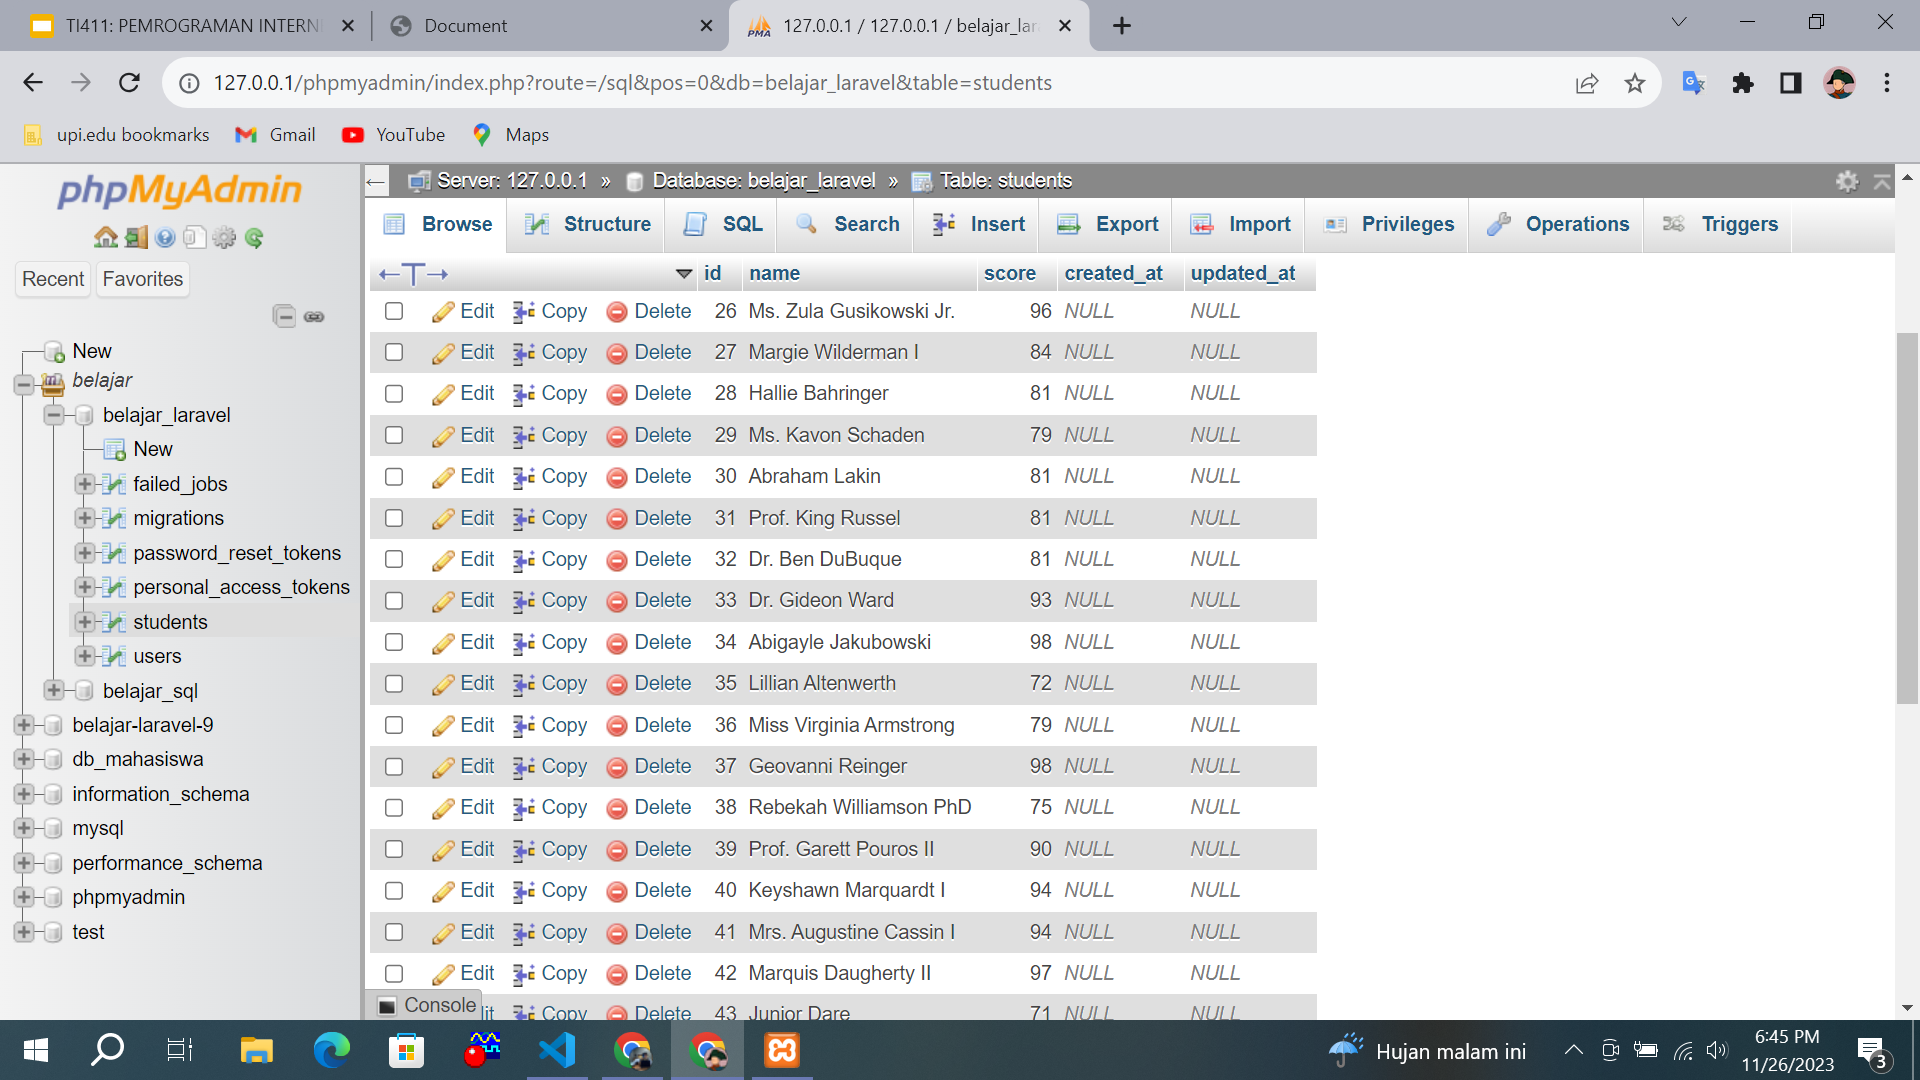 TI411: PEMROGRAMAN INTERN
Document
PMA 127.0.0.1 / 127.0.0.1 / belajar_lar
127.0.0.1/phpmyadmin/index.php?route=/sql&pos=0&db=belajar_laravel&table=students
upi.edu bookmarks Gmail YouTube Maps
phpMyAdmin
Recent Favorites
New
belajar
belajar_laravel
New
failed_jobs
migrations
password_reset_tokens
personal_access_tokens
students
users
belajar_sql
belajar-laravel-9
db_mahasiswa
information_schema
mysql
performance_schema
phpmyadmin
test
Server: 127.0.0.1 » Database: belajar_laravel » Table: students
Browse Structure SQL Search Insert Export Import Privileges Operations Triggers
←T→ id name score created_at updated_at
Edit Copy Delete 26 Ms. Zula Gusikowski Jr. 96 NULL NULL
Edit Copy Delete 27 Margie Wilderman I 84 NULL NULL
Edit Copy Delete 28 Hallie Bahringer 81 NULL NULL
Edit Copy Delete 29 Ms. Kavon Schaden 79 NULL NULL
Edit Copy Delete 30 Abraham Lakin 81 NULL NULL
Edit Copy Delete 31 Prof. King Russel 81 NULL NULL
Edit Copy Delete 32 Dr. Ben DuBuque 81 NULL NULL
Edit Copy Delete 33 Dr. Gideon Ward 93 NULL NULL
Edit Copy Delete 34 Abigayle Jakubowski 98 NULL NULL
Edit Copy Delete 35 Lillian Altenwerth 72 NULL NULL
Edit Copy Delete 36 Miss Virginia Armstrong 79 NULL NULL
Edit Copy Delete 37 Geovanni Reinger 98 NULL NULL
Edit Copy Delete 38 Rebekah Williamson PhD 75 NULL NULL
Edit Copy Delete 39 Prof. Garett Pouros II 90 NULL NULL
Edit Copy Delete 40 Keyshawn Marquardt I 94 NULL NULL
Edit Copy Delete 41 Mrs. Augustine Cassin I 94 NULL NULL
Edit Copy Delete 42 Marquis Daugherty II 97 NULL NULL
it Copy Delete 43 Junior Dare 71 NULL NULL
Console
Hujan malam ini
6:45 PM
11/26/2023
3